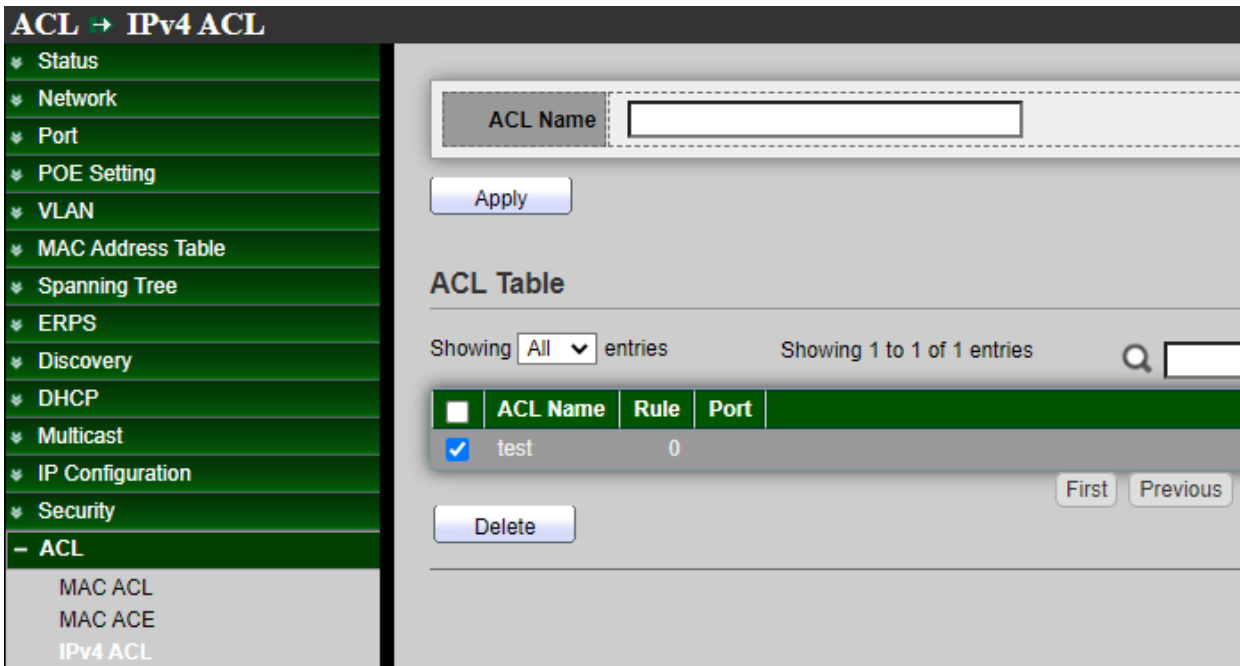 ACL → IPv4 ACL
Status
Network
Port
POE Setting
VLAN
MAC Address Table
Spanning Tree
ERPS
Discovery
DHCP
Multicast
IP Configuration
Security
ACL
MAC ACL
MAC ACE
IPv4 ACL
ACL Name
Apply
ACL Table
Showing All entries Showing 1 to 1 of 1 entries
ACL Name Rule Port
test 0
First Previous
Delete